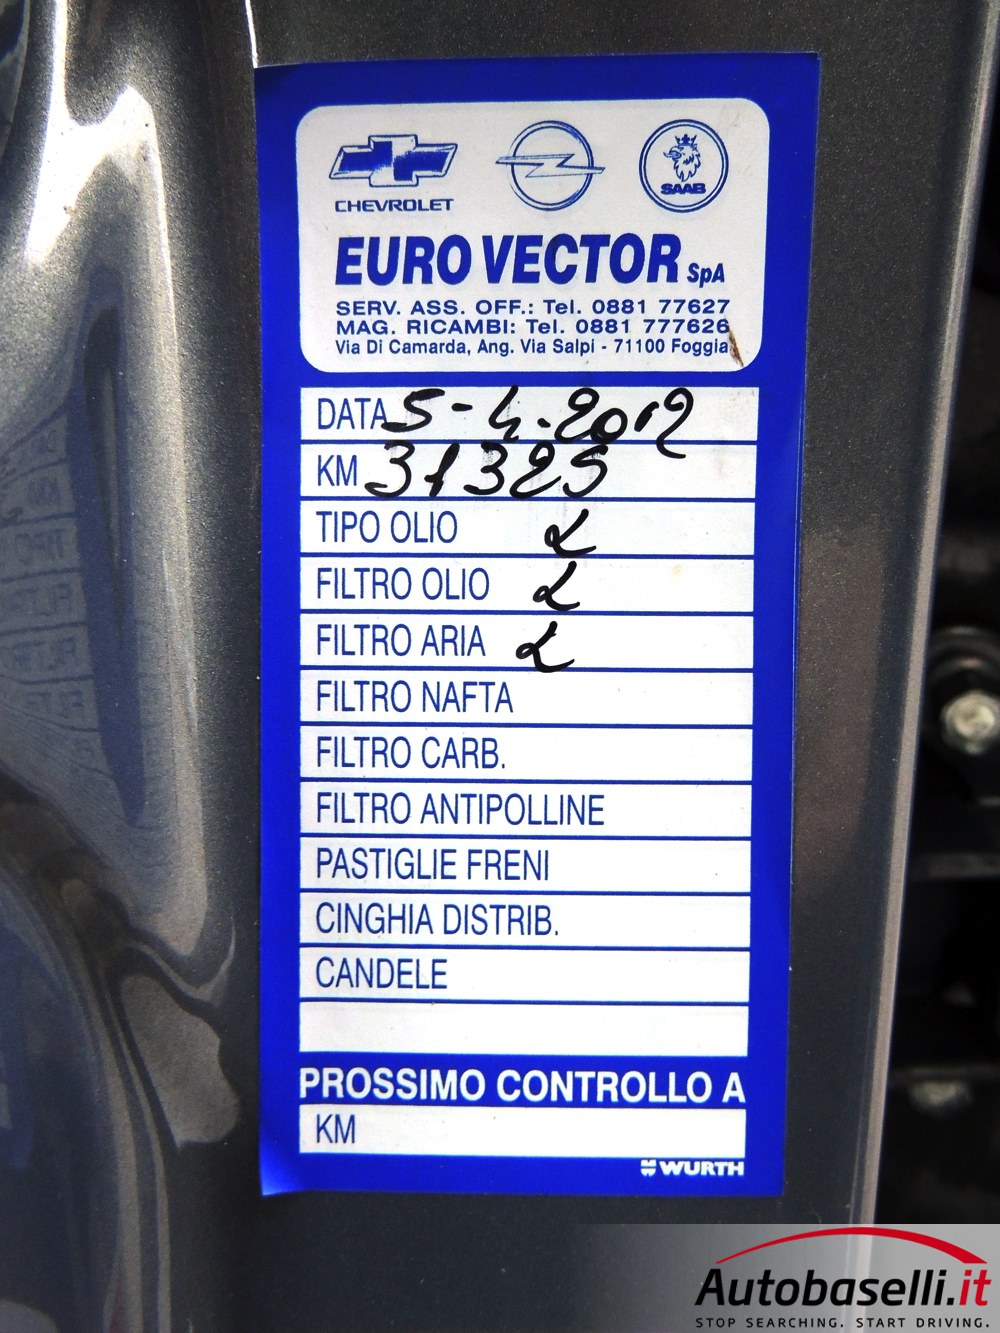 CHEVROLET
SAAB
EURO VECTOR SpA
SERV. ASS. OFF.: Tel. 0881 77627
MAG. RICAMBI: Tel. 0881 777626
Via Di Camarda, Ang. Via Salpi - 71100 Foggia
DATA 5-4.2012
KM 31325
TIPO OLIO
FILTRO OLIO
FILTRO ARIA
FILTRO NAFTA
FILTRO CARB.
FILTRO ANTIPOLLINE
PASTIGLIE FRENI
CINGHIA DISTRIB.
CANDELE
PROSSIMO CONTROLLO A
KM
WURTH
Autobaselli.it
STOP SEARCHING. START DRIVING.